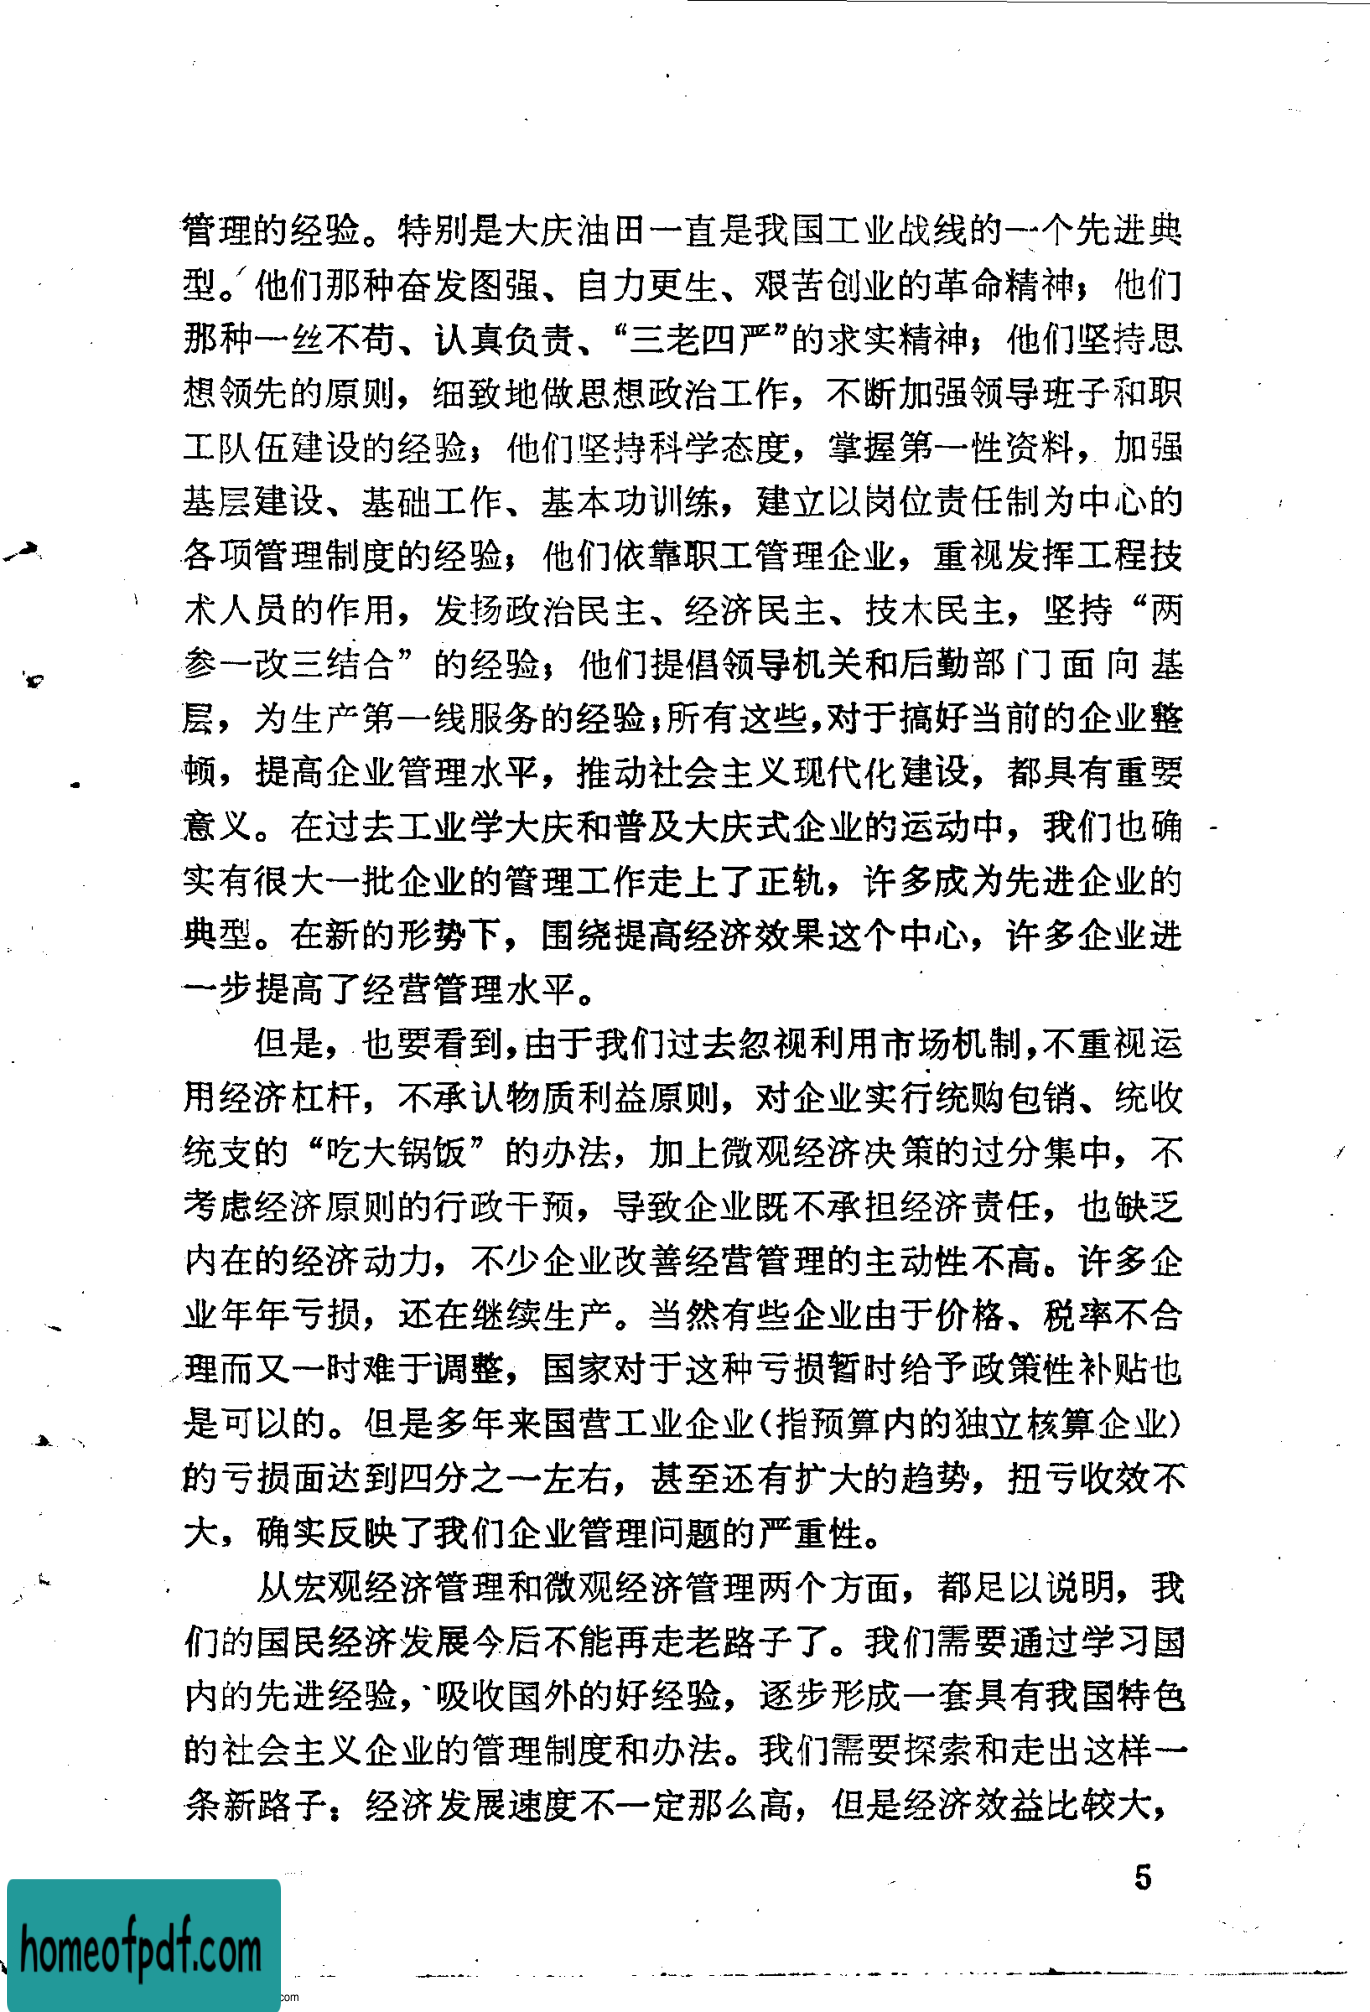 管理的经验。特别是大庆油田一直是我国工业战线的一个先进典
型。他们那种奋发图强、自力更生、艰苦创业的革命精神；他们
那种一丝不苟、认真负责、“三老四严”的求实精神；他们坚持思
想领先的原则，细致地做思想政治工作，不断加强领导班子和职
工队伍建设的经验；他们坚持科学态度，掌握第一性资料，加强
基层建设、基础工作、基本功训练，建立以岗位责任制为中心的
各项管理制度的经验；他们依靠职工管理企业，重视发挥工程技
术人员的作用，发扬政治民主、经济民主、技术民主，坚持“两
参一改三结合”的经验；他们提倡领导机关和后勤部门面向基
层，为生产第一线服务的经验；所有这些，对于搞好当前的企业整
顿，提高企业管理水平，推动社会主义现代化建设，都具有重要
意义。在过去工业学大庆和普及大庆式企业的运动中，我们也确
实有很大一批企业的管理工作走上了正轨，许多成为先进企业的
典型。在新的形势下，围绕提高经济效果这个中心，许多企业进
一步提高了经营管理水平。
但是，也要看到，由于我们过去忽视利用市场机制，不重视运
用经济杠杆，不承认物质利益原则，对企业实行统购包销、统收
统支的“吃大锅饭”的办法，加上微观经济决策的过分集中，不
考虑经济原则的行政干预，导致企业既不承担经济责任，也缺乏
内在的经济动力，不少企业改善经营管理的主动性不高。许多企
业年年亏损，还在继续生产。当然有些企业由于价格、税率不合
理而又一时难于调整，国家对于这种亏损暂时给予政策性补贴也
是可以的。但是多年来国营工业企业（指预算内的独立核算企业）
的亏损面达到四分之一左右，甚至还有扩大的趋势，扭亏收效不
大，确实反映了我们企业管理问题的严重性。
从宏观经济管理和微观经济管理两个方面，都足以说明，我
们的国民经济发展今后不能再走老路子了。我们需要通过学习国
内的先进经验，吸收国外的好经验，逐步形成一套具有我国特色
的社会主义企业的管理制度和办法。我们需要探索和走出这样一
条新路子：经济发展速度不一定那么高，但是经济效益比较大，
5
homeofpdf.com
com